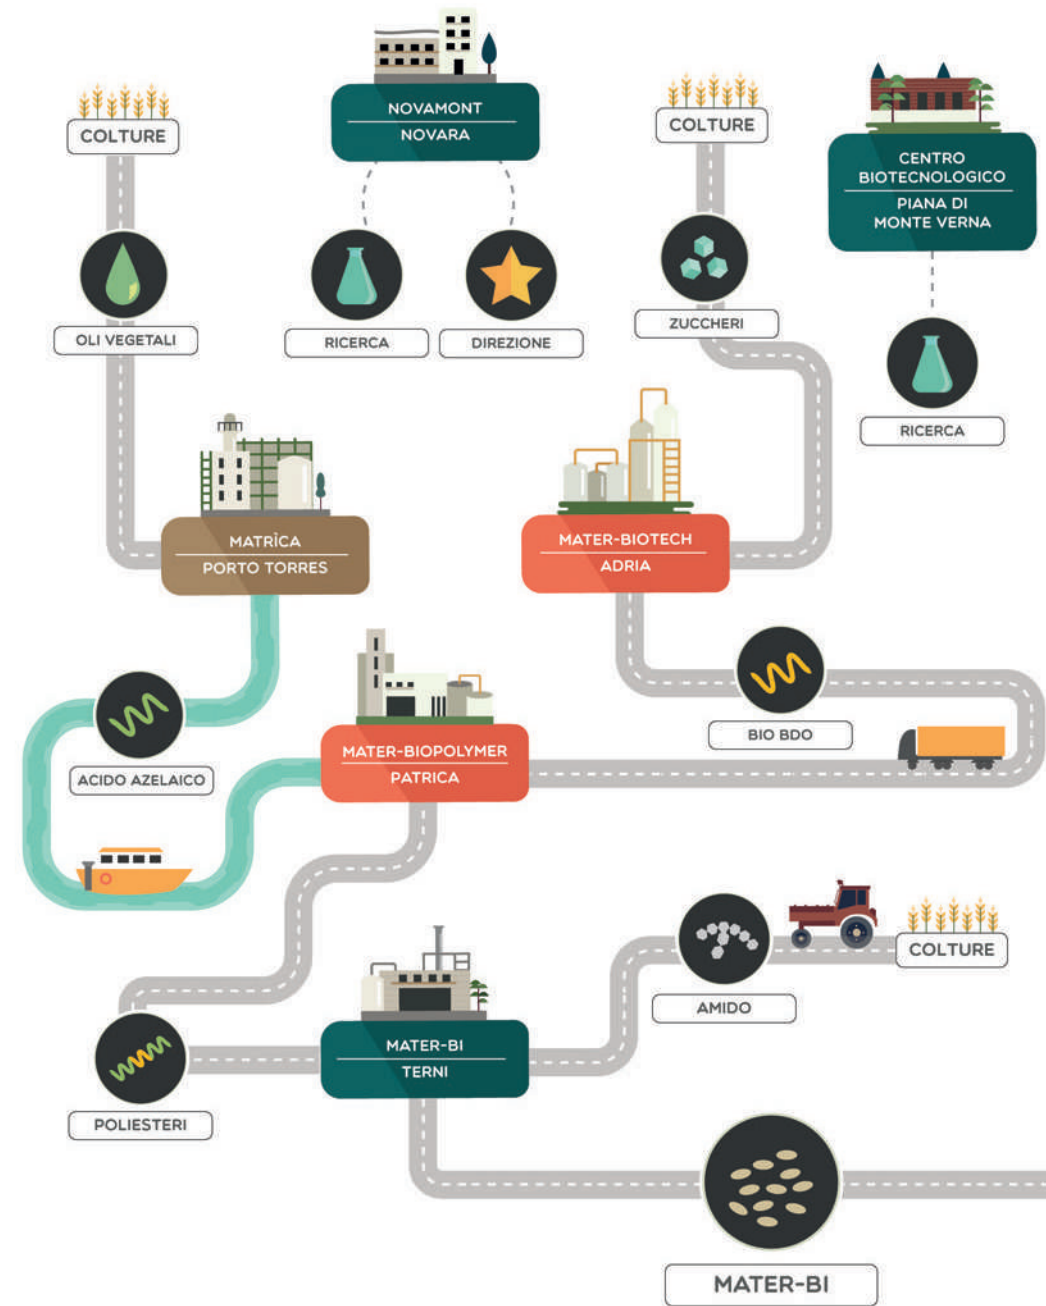 NOVAMONT
NOVARA
COLTURE
COLTURE
CENTRO
BIOTECNOLOGICO
PIANA DI
MONTE VERNA
OLI VEGETALI
RICERCA
DIREZIONE
ZUCCHERI
RICERCA
MATRÌCA
PORTO TORRES
MATER-BIOTECH
ADRIA
ACIDO AZELAICO
MATER-BIOPOLYMER
PATRICA
BIO BDO
COLTURE
AMIDO
MATER-BI
TERNI
POLIESTERI
MATER-BI